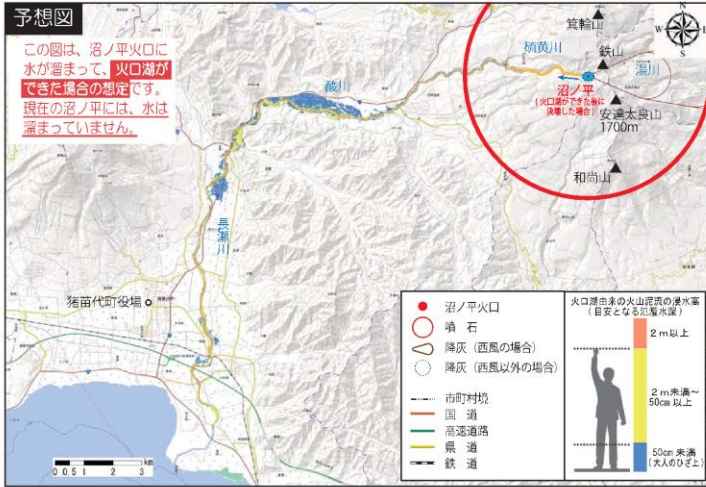 予想図
この図は、沼ノ平火口に
水が溜まって、火口湖が
できた場合の想定です。
現在の沼ノ平には、水は
溜まっていません。
箕輪山
N
W
E
S
硫黄川
鉄山
湯川
酸川
沼ノ平
(火口湖ができた後に
決壊した場合)
安達太良山
1700m
和尚山
長瀬川
猪苗代町役場
沼ノ平火口
噴石
降灰(西風の場合)
降灰(西風以外の場合)
市町村境
国道
高速道路
県道
鉄道
火口湖由来の火山泥流の浸水高
(目安となる氾濫水深)
2m以上
2m未満~
50cm以上
50cm未満
(大人のひざ上)
0 0.5 1 2 3 km